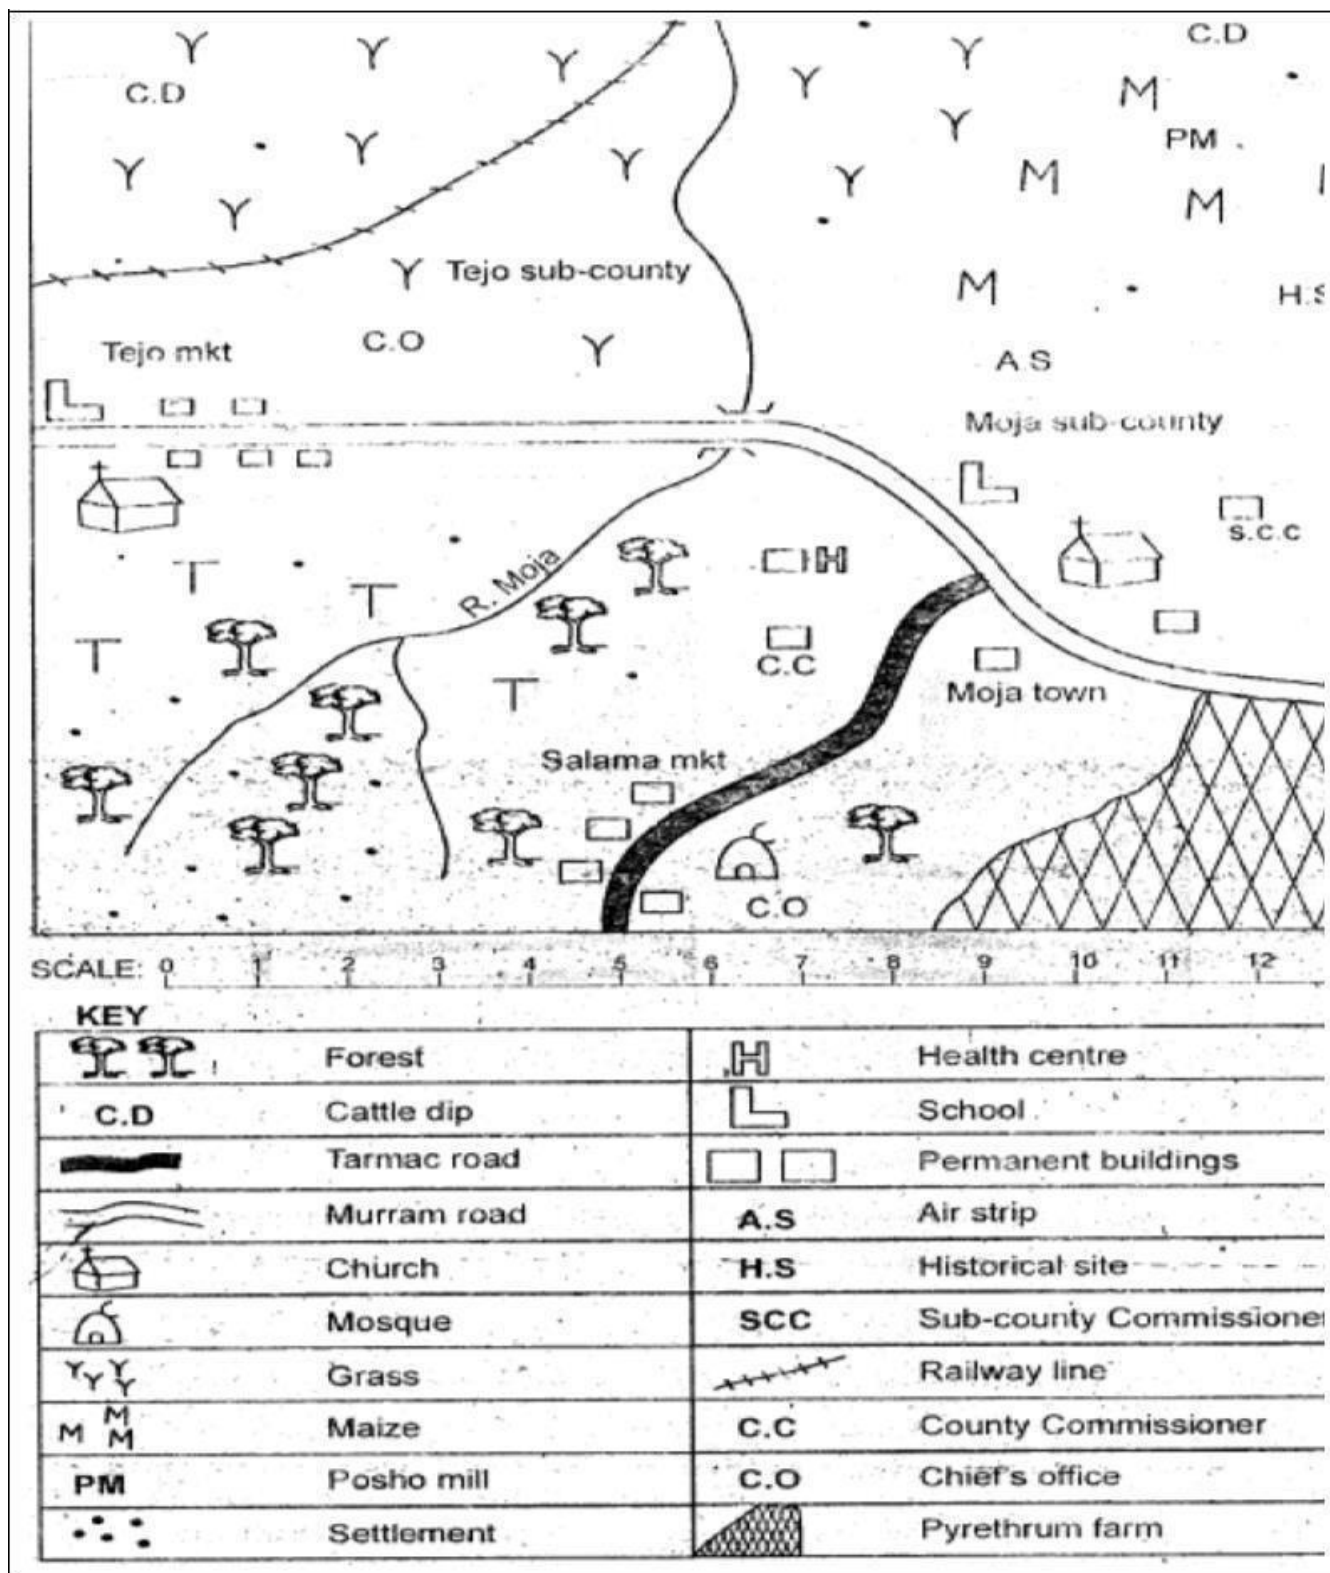 C.D
C.D
M
PM
M
M
Tejo sub-county
M
H.S
C.O
Tejo mkt
A.S
Moja sub-county
S.C.C
H
T
T
R. Moja
T
C.C
T
Moja town
Salama mkt
C.O
SCALE: 0 1 2 3 4 5 6 7 8 9 10 11 12
KEY
Forest H Health centre
C.D Cattle dip School
Tarmac road Permanent buildings
Murram road A.S Air strip
Church H.S Historical site
Mosque SCC Sub-county Commissioner
Grass Railway line
M M M Maize C.C County Commissioner
PM Posho mill C.O Chief's office
Settlement Pyrethrum farm